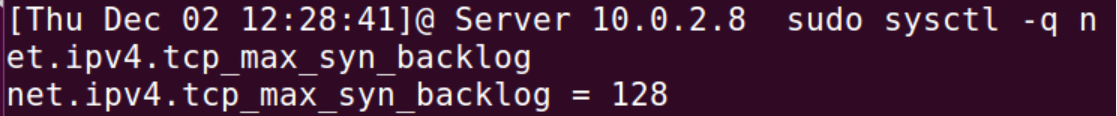 [Thu Dec 02 12:28:41]@ Server 10.0.2.8  sudo sysctl -q n
et.ipv4.tcp_max_syn_backlog
net.ipv4.tcp_max_syn_backlog = 128